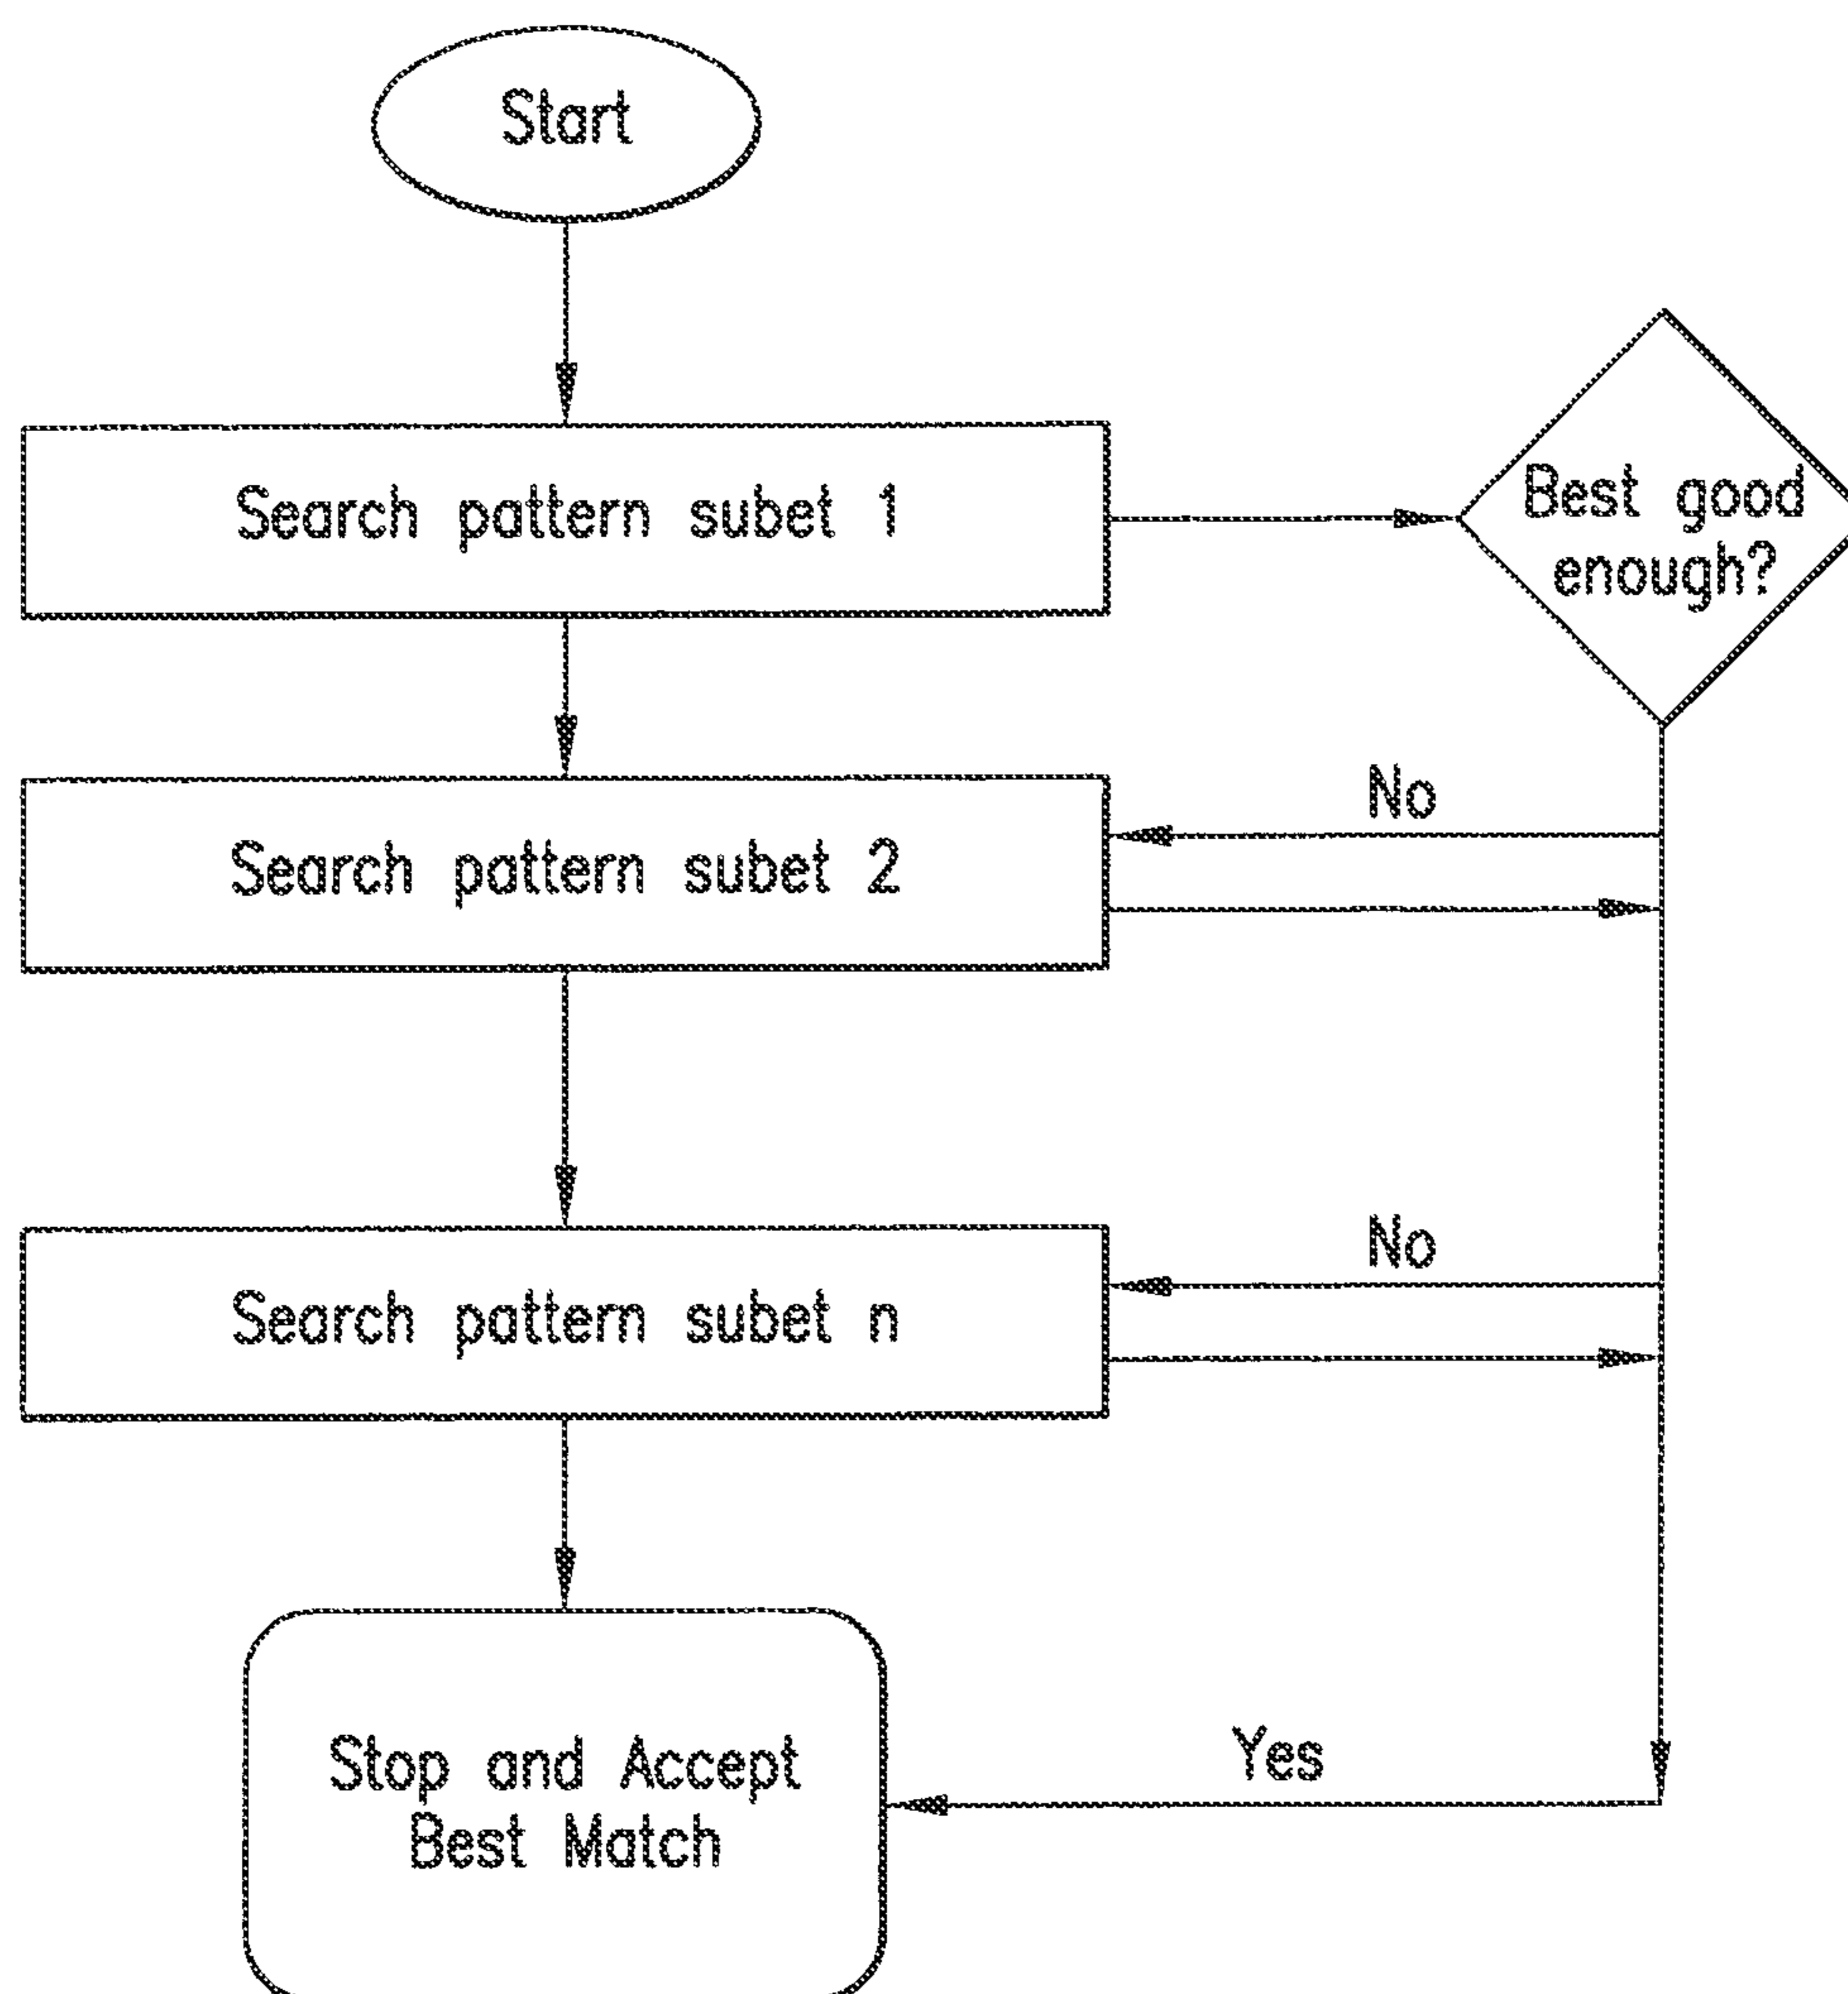 Start
Search pattern subet 1
Best good
enough?
No
Search pattern subet 2
No
Search pattern subet n
Yes
Stop and Accept
Best Match